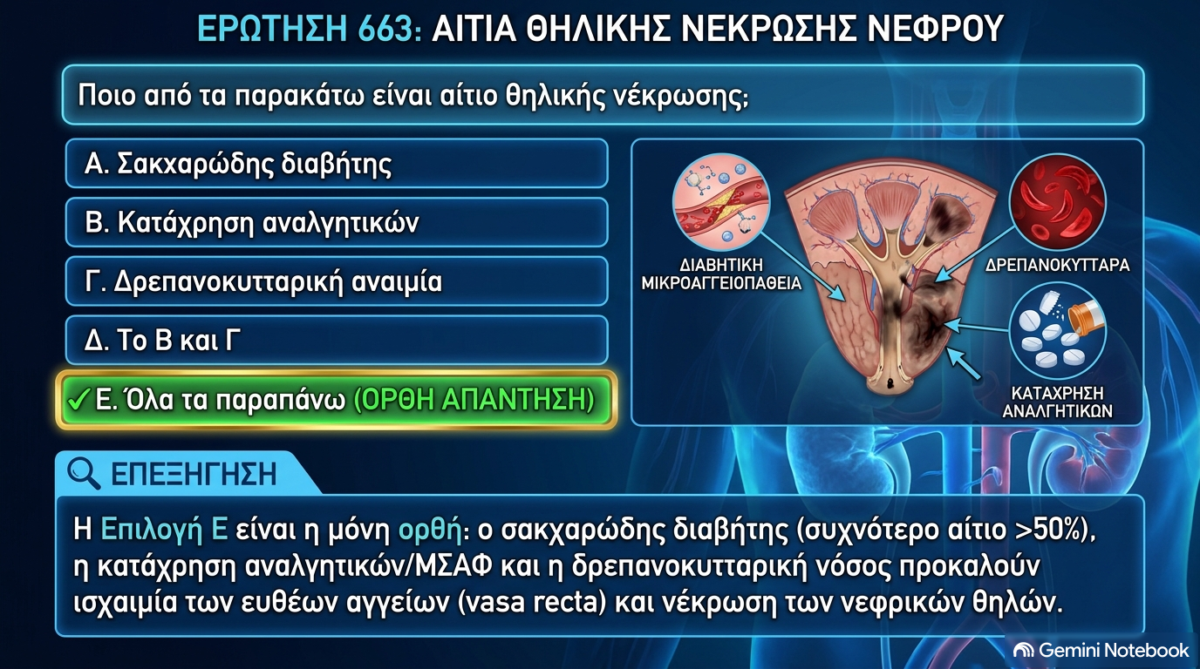 ΕΡΩΤΗΣΗ 663: ΑΙΤΙΑ ΘΗΛΙΚΗΣ ΝΕΚΡΩΣΗΣ ΝΕΦΡΟΥ
Ποιο από τα παρακάτω είναι αίτιο θηλικής νέκρωσης;
Α. Σακχαρώδης διαβήτης
Β. Κατάχρηση αναλγητικών
Γ. Δρεπανοκυτταρική αναιμία
Δ. Το Β και Γ
✓ Ε. Όλα τα παραπάνω (ΟΡΘΗ ΑΠΑΝΤΗΣΗ)
ΔΙΑΒΗΤΙΚΗ
ΜΙΚΡΟΑΓΓΕΙΟΠΑΘΕΙΑ
ΔΡΕΠΑΝΟΚΥΤΤΑΡΑ
ΚΑΤΑΧΡΗΣΗ
ΑΝΑΛΓΗΤΙΚΩΝ
ΕΠΕΞΗΓΗΣΗ
Η Επιλογή Ε είναι η μόνη ορθή: ο σακχαρώδης διαβήτης (συχνότερο αίτιο >50%),
η κατάχρηση αναλγητικών/ΜΣΑΦ και η δρεπανοκυτταρική νόσος προκαλούν
ισχαιμία των ευθέων αγγείων (vasa recta) και νέκρωση των νεφρικών θηλών.
Gemini Notebook